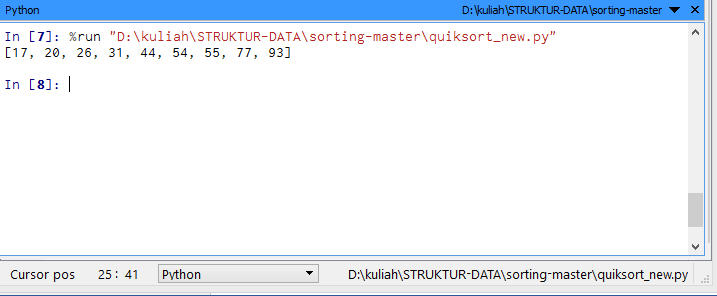 Python D:\kuliah\STRUKTUR-DATA\sorting-master
In [7]: %run "D:\kuliah\STRUKTUR-DATA\sorting-master\quiksort_new.py"
[17, 20, 26, 31, 44, 54, 55, 77, 93]
In [8]:
Cursor pos 25: 41 Python D:\kuliah\STRUKTUR-DATA\sorting-master\quiksort_new.py